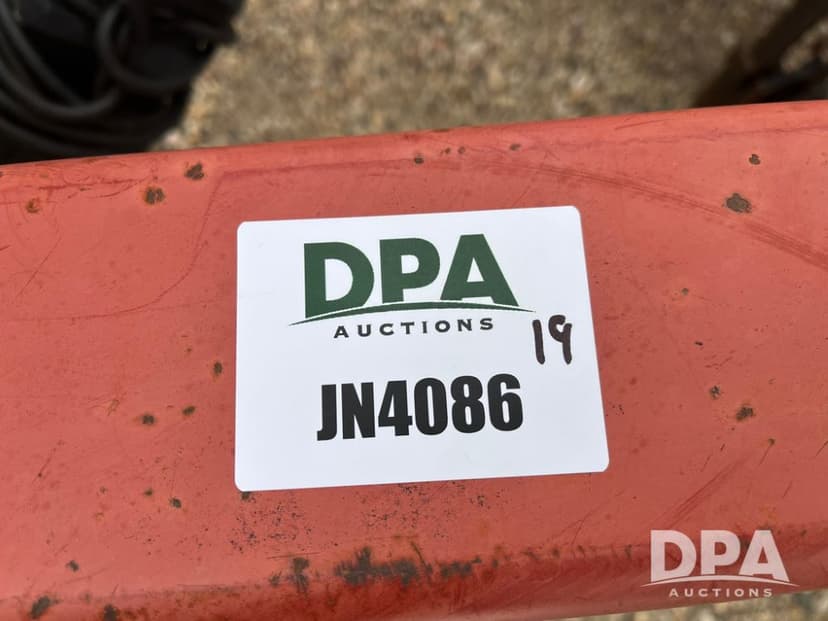 DPA
AUCTIONS
19
JN4086
DPA
AUCTIONS